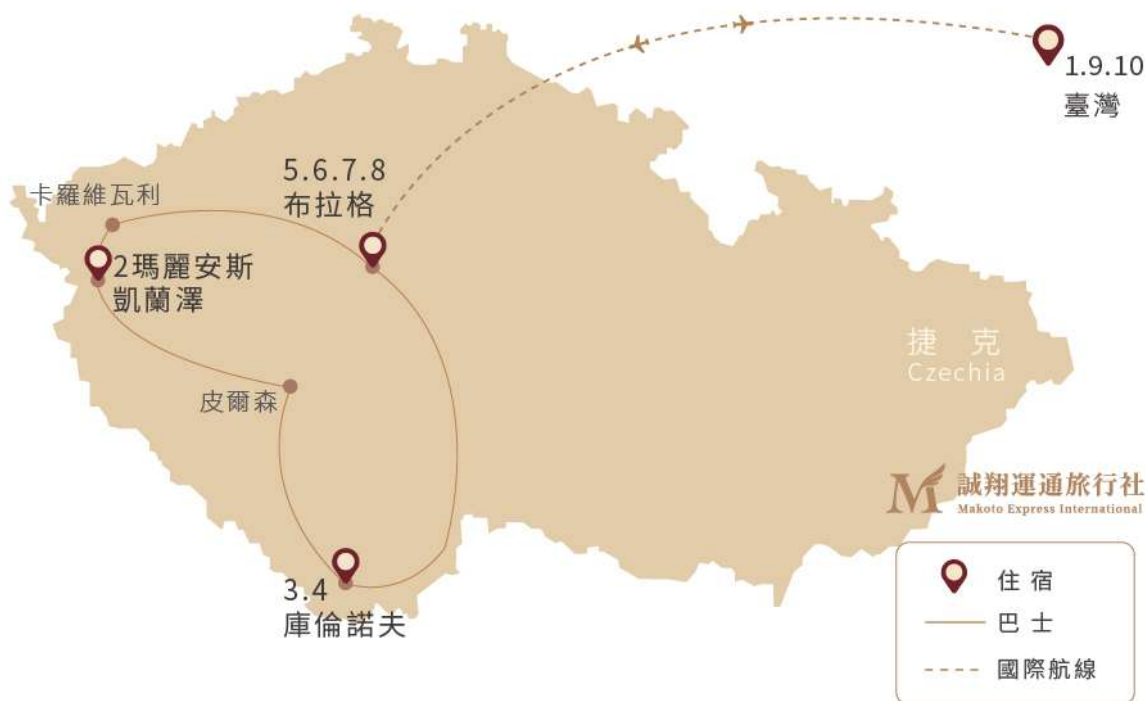 1.9.10
臺灣
5.6.7.8
布拉格
卡羅維瓦利
2瑪麗安斯
凱蘭澤
皮爾森
捷克
Czechia
誠翔運通旅行社
Makoto Express International
3.4
庫倫諾夫
住宿
巴士
國際航線